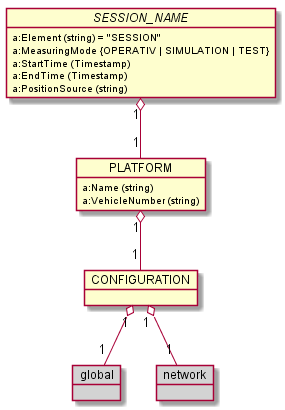 SESSION_NAME
a:Element (string) = "SESSION"
a:MeasuringMode {OPERATIV | SIMULATION | TEST}
a:StartTime (Timestamp)
a:EndTime (Timestamp)
a:PositionSource (string)
1
1
PLATFORM
a:Name (string)
a:VehicleNumber (string)
1
1
CONFIGURATION
1 1
1 1
global network